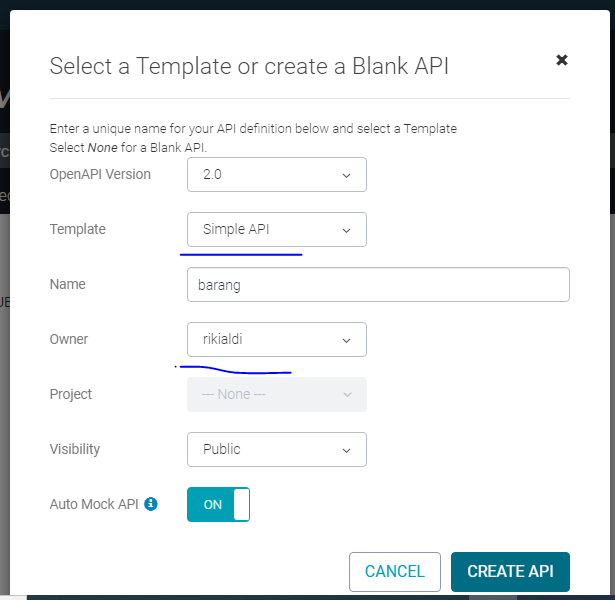 Select a Template or create a Blank API
Enter a unique name for your API definition below and select a Template
Select None for a Blank API.
OpenAPI Version 2.0
Template Simple API
Name barang
Owner rikialdi
Project --- None ---
Visibility Public
Auto Mock API ON
CANCEL CREATE API